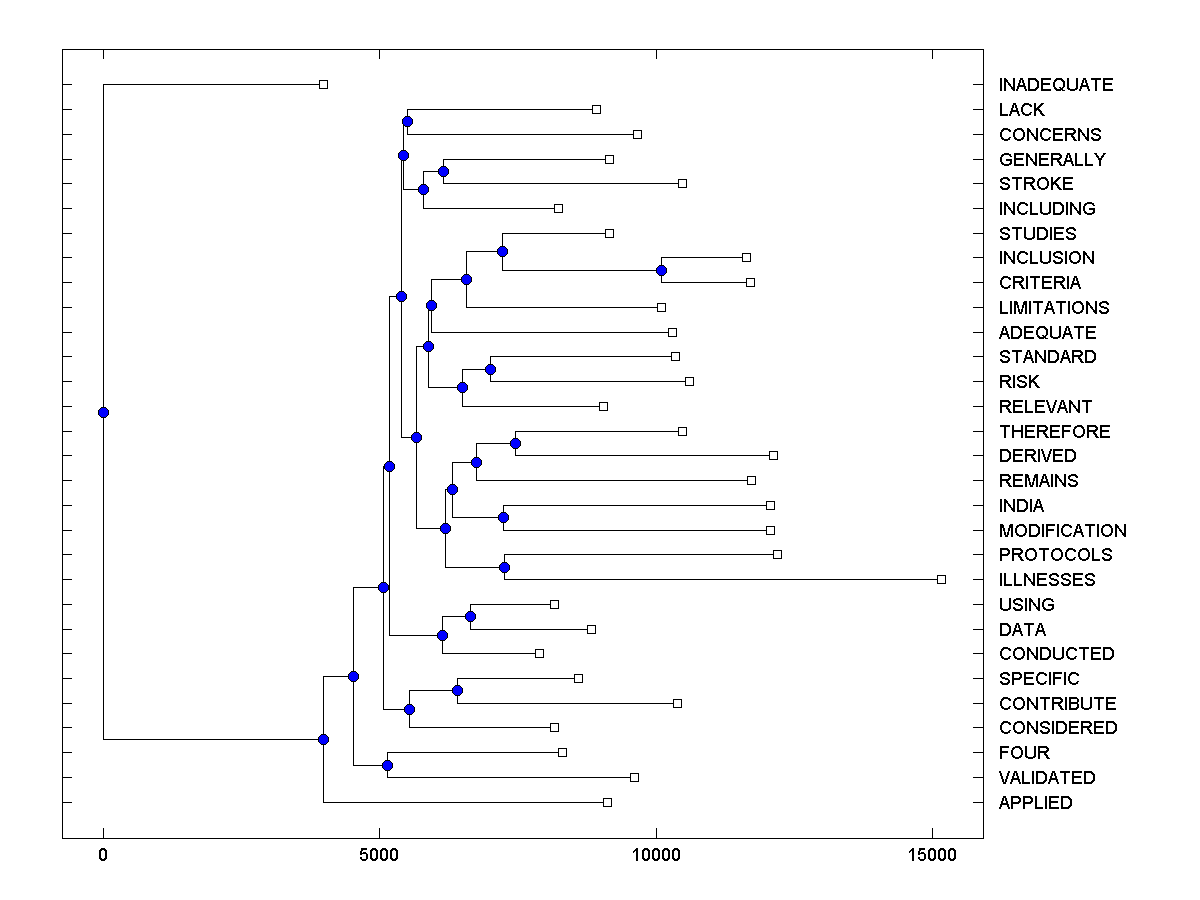 INADEQUATE
LACK
CONCERNS
GENERALLY
STROKE
INCLUDING
STUDIES
INCLUSION
CRITERIA
LIMITATIONS
ADEQUATE
STANDARD
RISK
RELEVANT
THEREFORE
DERIVED
REMAINS
INDIA
MODIFICATION
PROTOCOLS
ILLNESSES
USING
DATA
CONDUCTED
SPECIFIC
CONTRIBUTE
CONSIDERED
FOUR
VALIDATED
APPLIED
0 5000 10000 15000